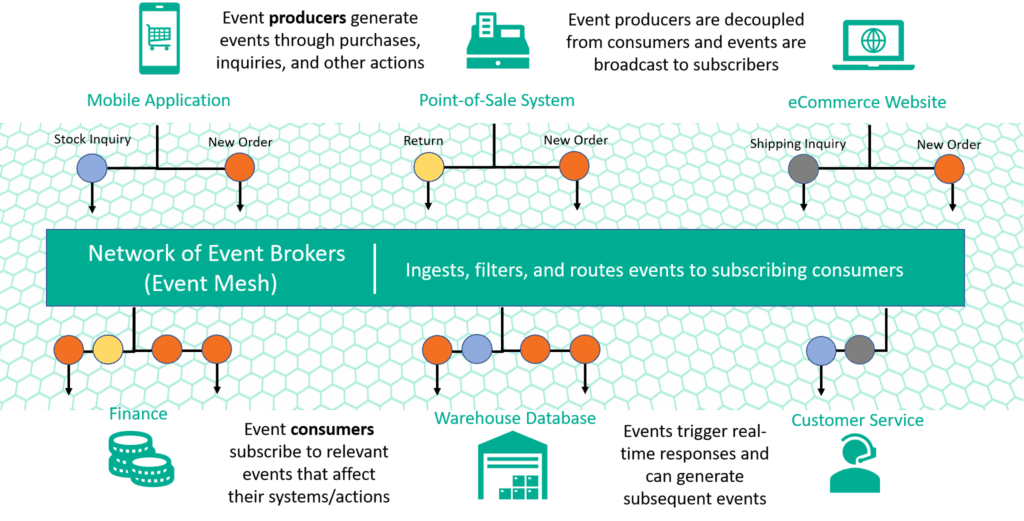 Event producers generate
events through purchases,
inquiries, and other actions
Event producers are decoupled
from consumers and events are
broadcast to subscribers
Mobile Application
Point-of-Sale System
eCommerce Website
Stock Inquiry
New Order
Return
New Order
Shipping Inquiry
New Order
Network of Event Brokers
(Event Mesh)
Ingests, filters, and routes events to subscribing consumers
Finance
Warehouse Database
Customer Service
Event consumers
subscribe to relevant
events that affect
their systems/actions
Events trigger real-
time responses and
can generate
subsequent events